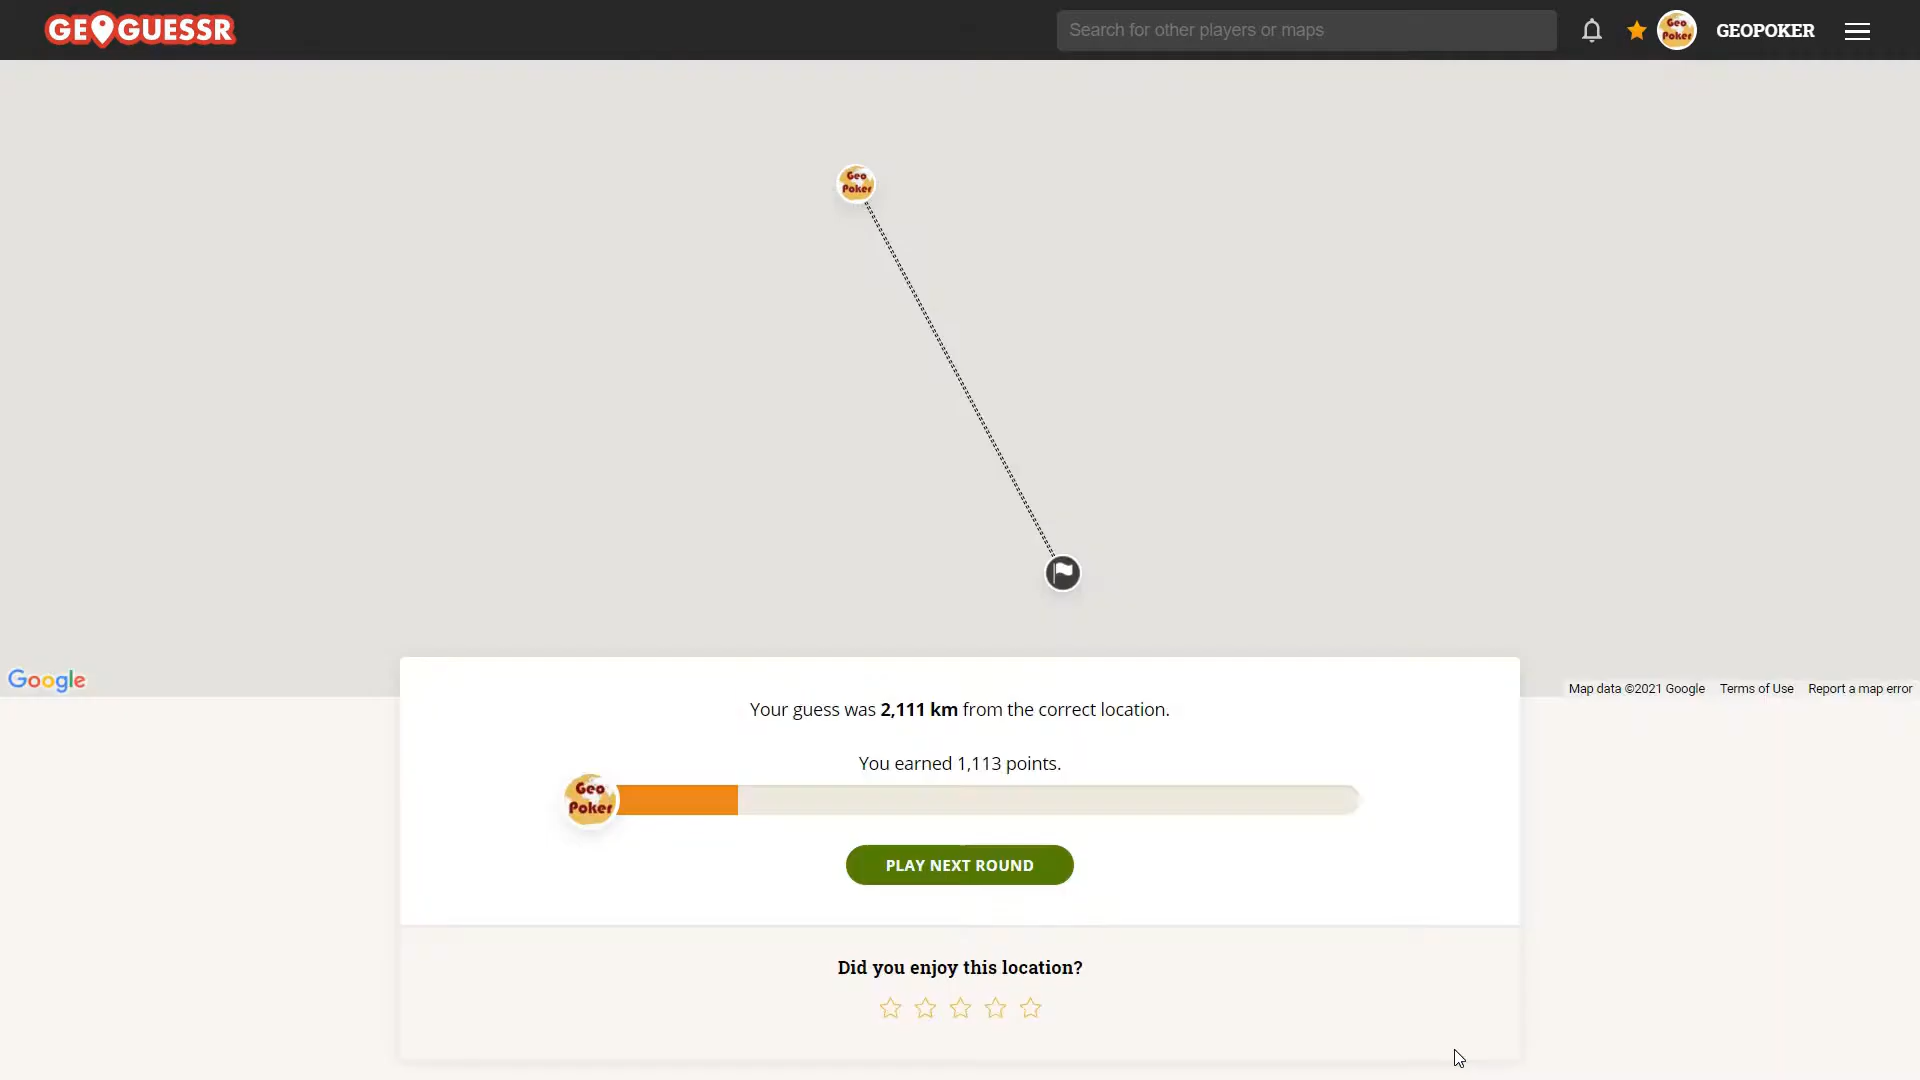 GEOGUESSR
Search for other players or maps
Geo
Poker
GEOPOKER
Geo
Poker
Google
Map data ©2021 Google
Terms of Use
Report a map error
Your guess was 2,111 km from the correct location.
You earned 1,113 points.
Geo
Poker
PLAY NEXT ROUND
Did you enjoy this location?